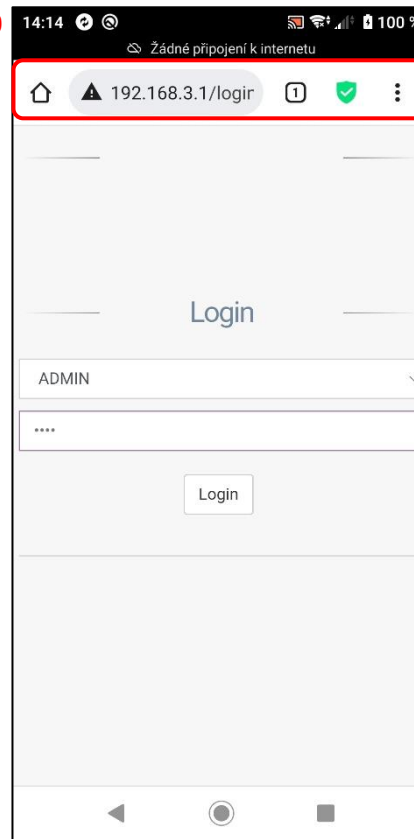 14:14 100 %
Žádné připojení k internetu
192.168.3.1/login
1
Login
ADMIN
Login